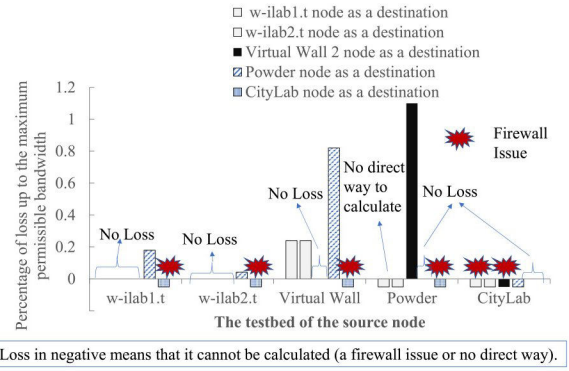 w-ilab1.t node as a destination
w-ilab2.t node as a destination
Virtual Wall 2 node as a destination
Powder node as a destination
CityLab node as a destination
Percentage of loss up to the maximum
permissible bandwidth
1.2
1
0.8
0.6
0.4
0.2
0
Firewall
Issue
No direct
way to
calculate
No Loss
No Loss
No Loss
No Loss
w-ilab1.t
w-ilab2.t
Virtual Wall
Powder
CityLab
The testbed of the source node
Loss in negative means that it cannot be calculated (a firewall issue or no direct way).